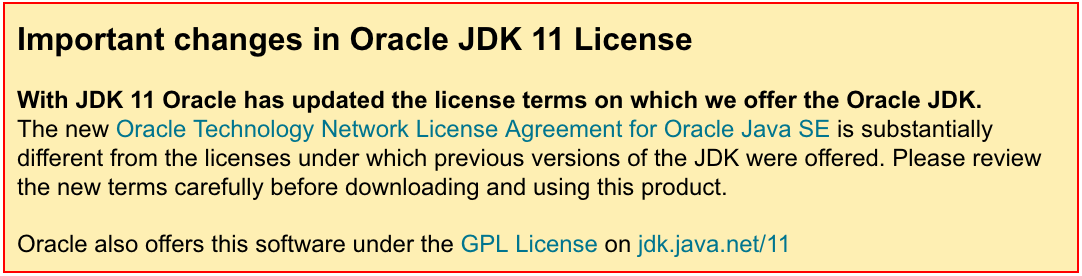 Important changes in Oracle JDK 11 License
With JDK 11 Oracle has updated the license terms on which we offer the Oracle JDK.
The new Oracle Technology Network License Agreement for Oracle Java SE is substantially
different from the licenses under which previous versions of the JDK were offered. Please review
the new terms carefully before downloading and using this product.
Oracle also offers this software under the GPL License on jdk.java.net/11